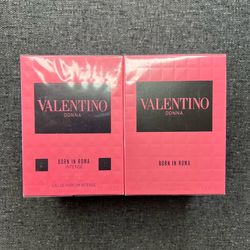 VALENTINO
DONNA
BORN IN ROMA
INTENSE
EAU DE PARFUM INTENSE
VALENTINO
DONNA
BORN IN ROMA